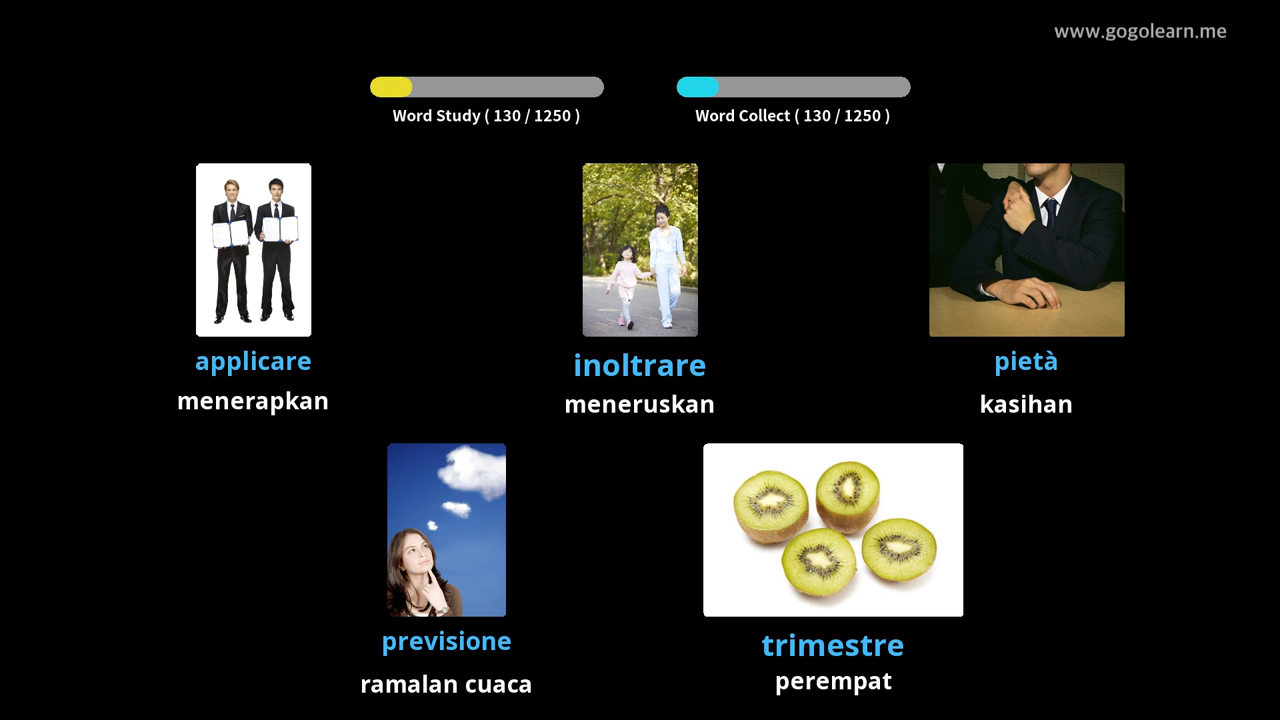 www.gogolearn.me
Word Study ( 130 / 1250 )
Word Collect ( 130 / 1250 )
applicare
menerapkan
inoltrare
meneruskan
pietà
kasihan
previsione
ramalan cuaca
trimestre
perempat